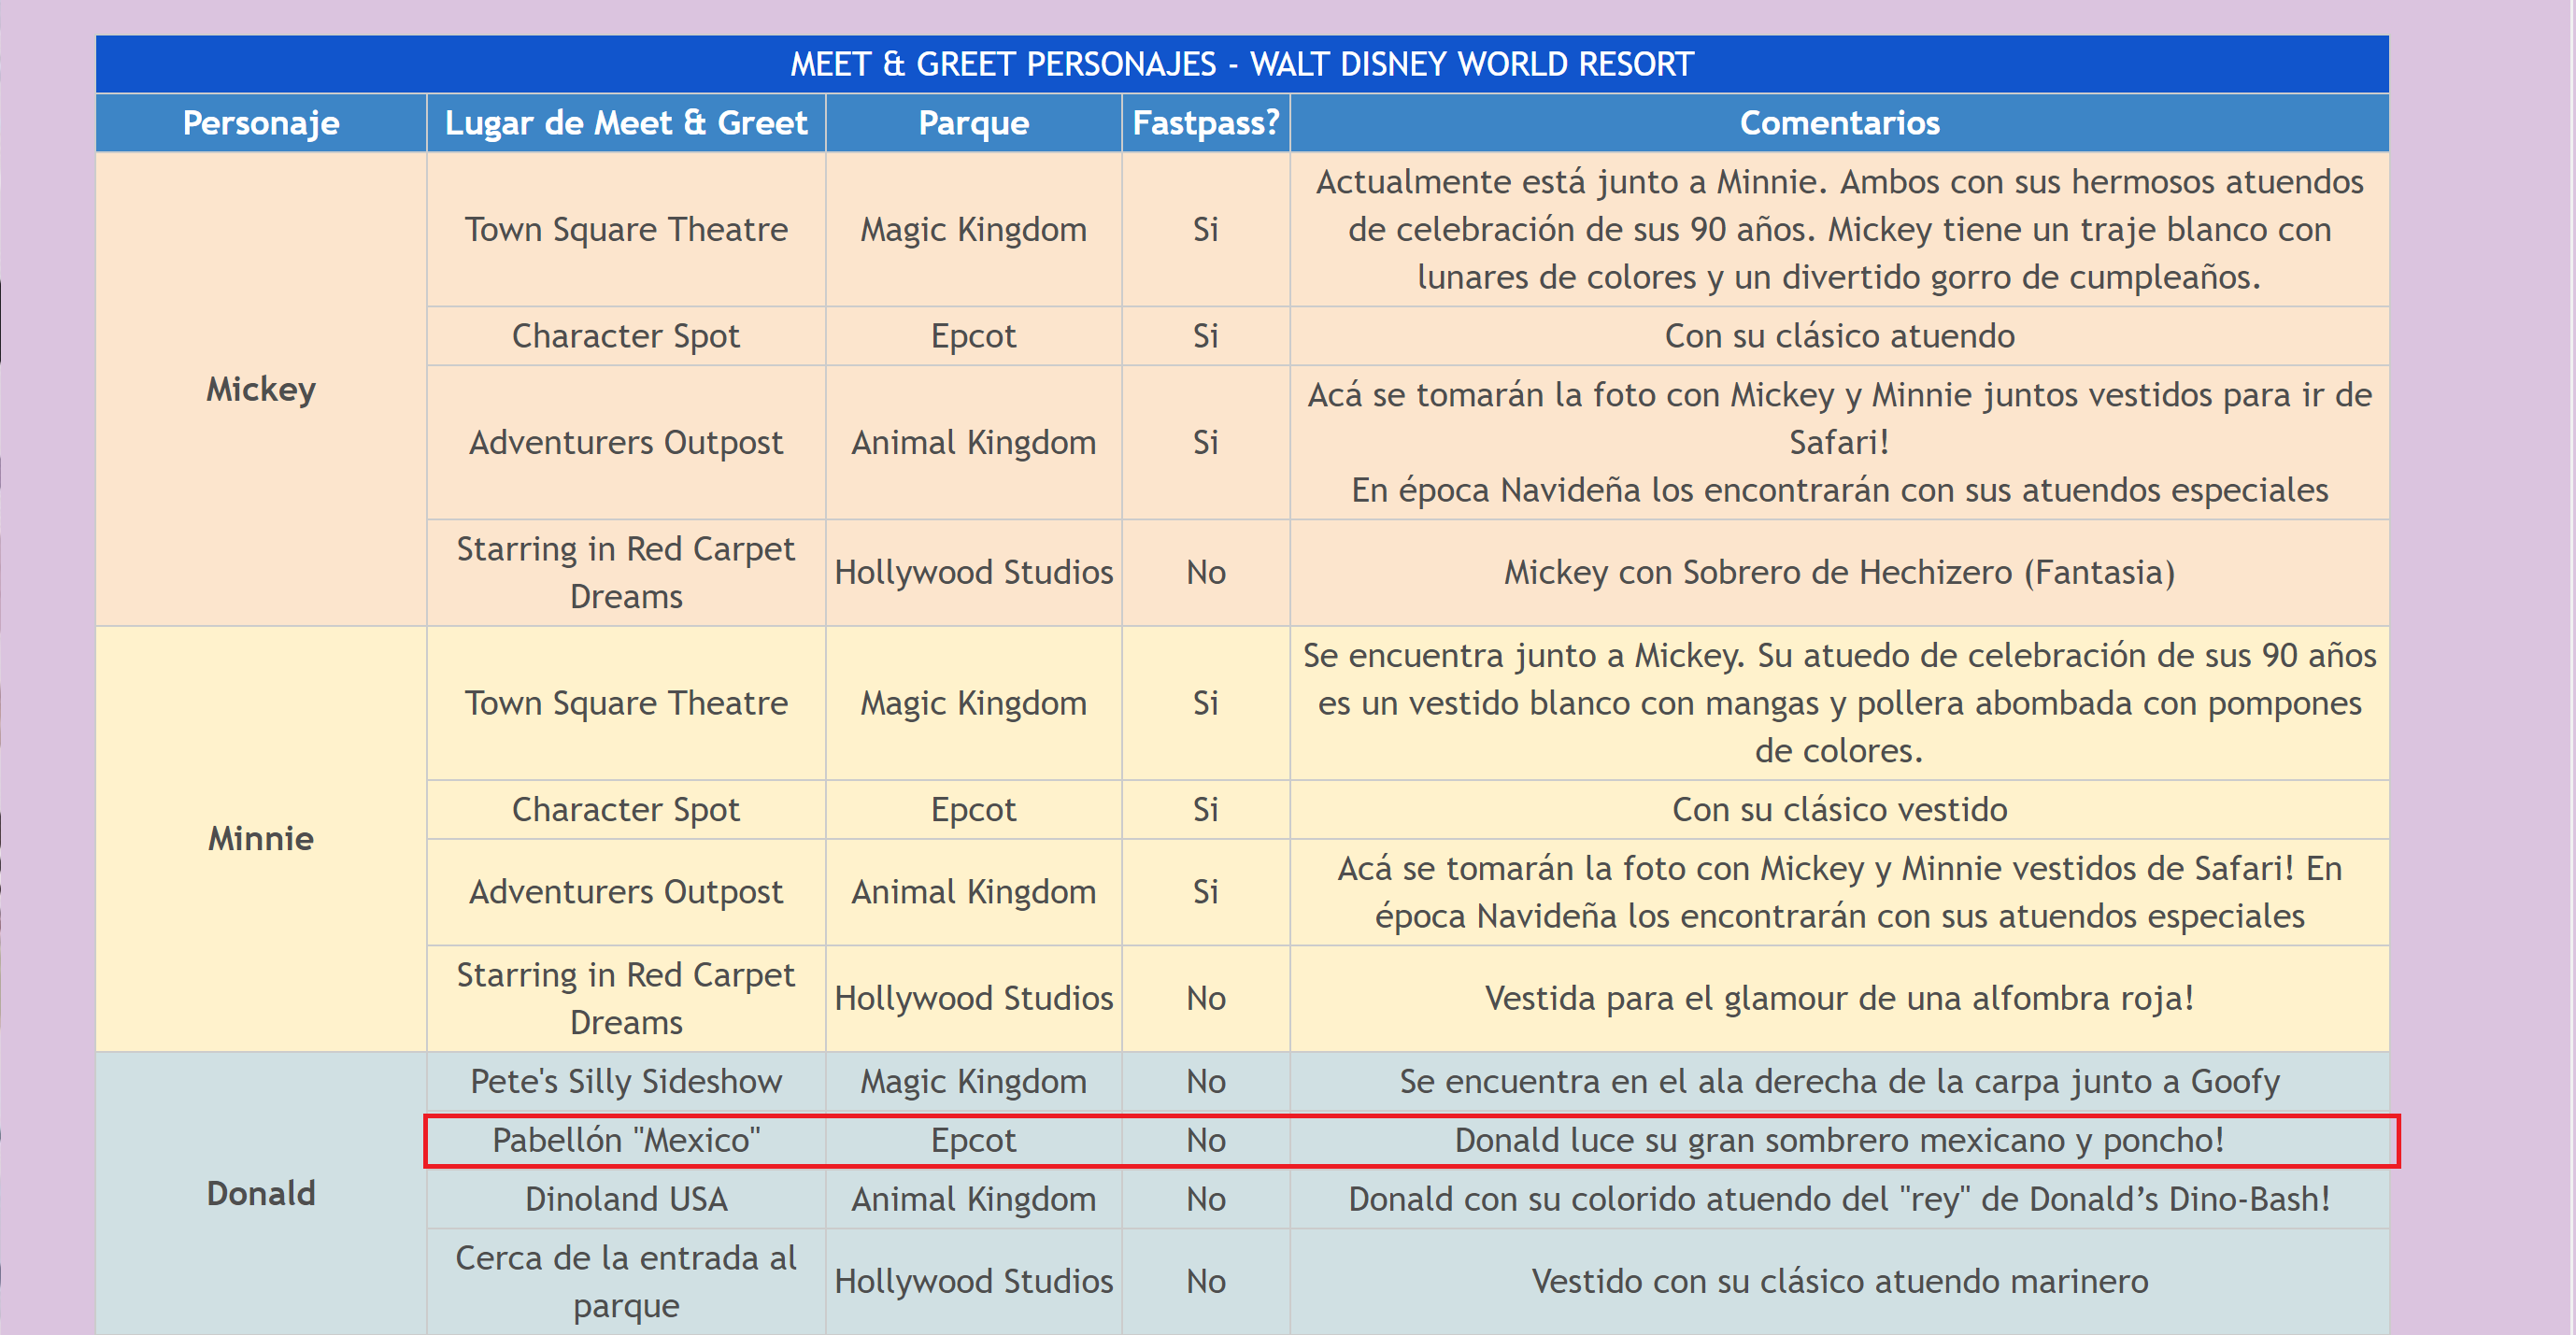 MEET & GREET PERSONAJES - WALT DISNEY WORLD RESORT
Personaje
Lugar de Meet & Greet
Parque
Fastpass?
Comentarios
Mickey
Town Square Theatre
Magic Kingdom
Si
Actualmente está junto a Minnie. Ambos con sus hermosos atuendos
de celebración de sus 90 años. Mickey tiene un traje blanco con
lunares de colores y un divertido gorro de cumpleaños.
Character Spot
Epcot
Si
Con su clásico atuendo
Adventurers Outpost
Animal Kingdom
Si
Acá se tomarán la foto con Mickey y Minnie juntos vestidos para ir de
Safari!
En época Navideña los encontrarán con sus atuendos especiales
Starring in Red Carpet
Dreams
Hollywood Studios
No
Mickey con Sobrero de Hechizero (Fantasia)
Minnie
Town Square Theatre
Magic Kingdom
Si
Se encuentra junto a Mickey. Su atuedo de celebración de sus 90 años
es un vestido blanco con mangas y pollera abombada con pompones
de colores.
Character Spot
Epcot
Si
Con su clásico vestido
Adventurers Outpost
Animal Kingdom
Si
Acá se tomarán la foto con Mickey y Minnie vestidos de Safari! En
época Navideña los encontrarán con sus atuendos especiales
Starring in Red Carpet
Dreams
Hollywood Studios
No
Vestida para el glamour de una alfombra roja!
Donald
Pete's Silly Sideshow
Magic Kingdom
No
Se encuentra en el ala derecha de la carpa junto a Goofy
Pabellón "Mexico"
Epcot
No
Donald luce su gran sombrero mexicano y poncho!
Dinoland USA
Animal Kingdom
No
Donald con su colorido atuendo del "rey" de Donald’s Dino-Bash!
Cerca de la entrada al
parque
Hollywood Studios
No
Vestido con su clásico atuendo marinero